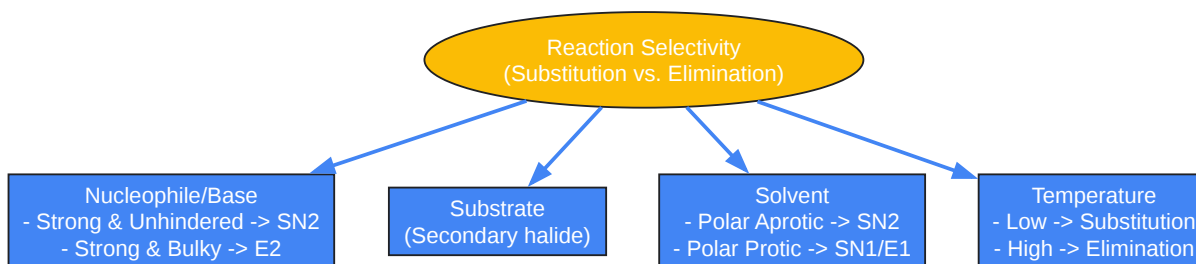 Reaction Selectivity
(Substitution vs. Elimination)
Nucleophile/Base
- Strong & Unhindered -> SN2
- Strong & Bulky -> E2
Substrate
(Secondary halide)
Solvent
- Polar Aprotic -> SN2
- Polar Protic -> SN1/E1
Temperature
- Low -> Substitution
- High -> Elimination